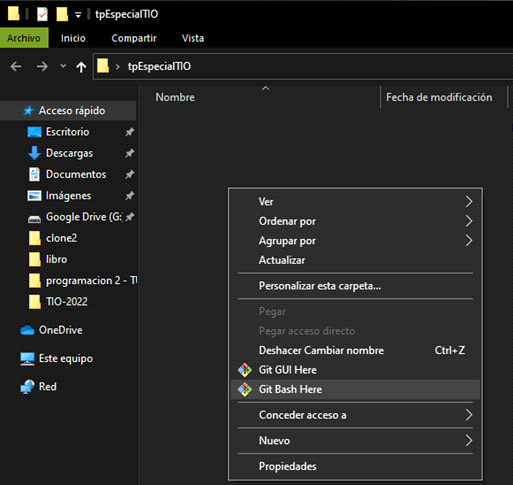 tpEspecialTIO
Archivo Inicio Compartir Vista
tpEspecialTIO
Nombre Fecha de modificación
Acceso rápido
Escritorio
Descargas
Documentos
Imágenes
Google Drive (G:
clone2
libro
programacion 2 - TU
TIO-2022
OneDrive
Este equipo
Red
Ver
Ordenar por
Agrupar por
Actualizar
Personalizar esta carpeta...
Pegar
Pegar acceso directo
Deshacer Cambiar nombre Ctrl+Z
Git GUI Here
Git Bash Here
Conceder acceso a
Nuevo
Propiedades